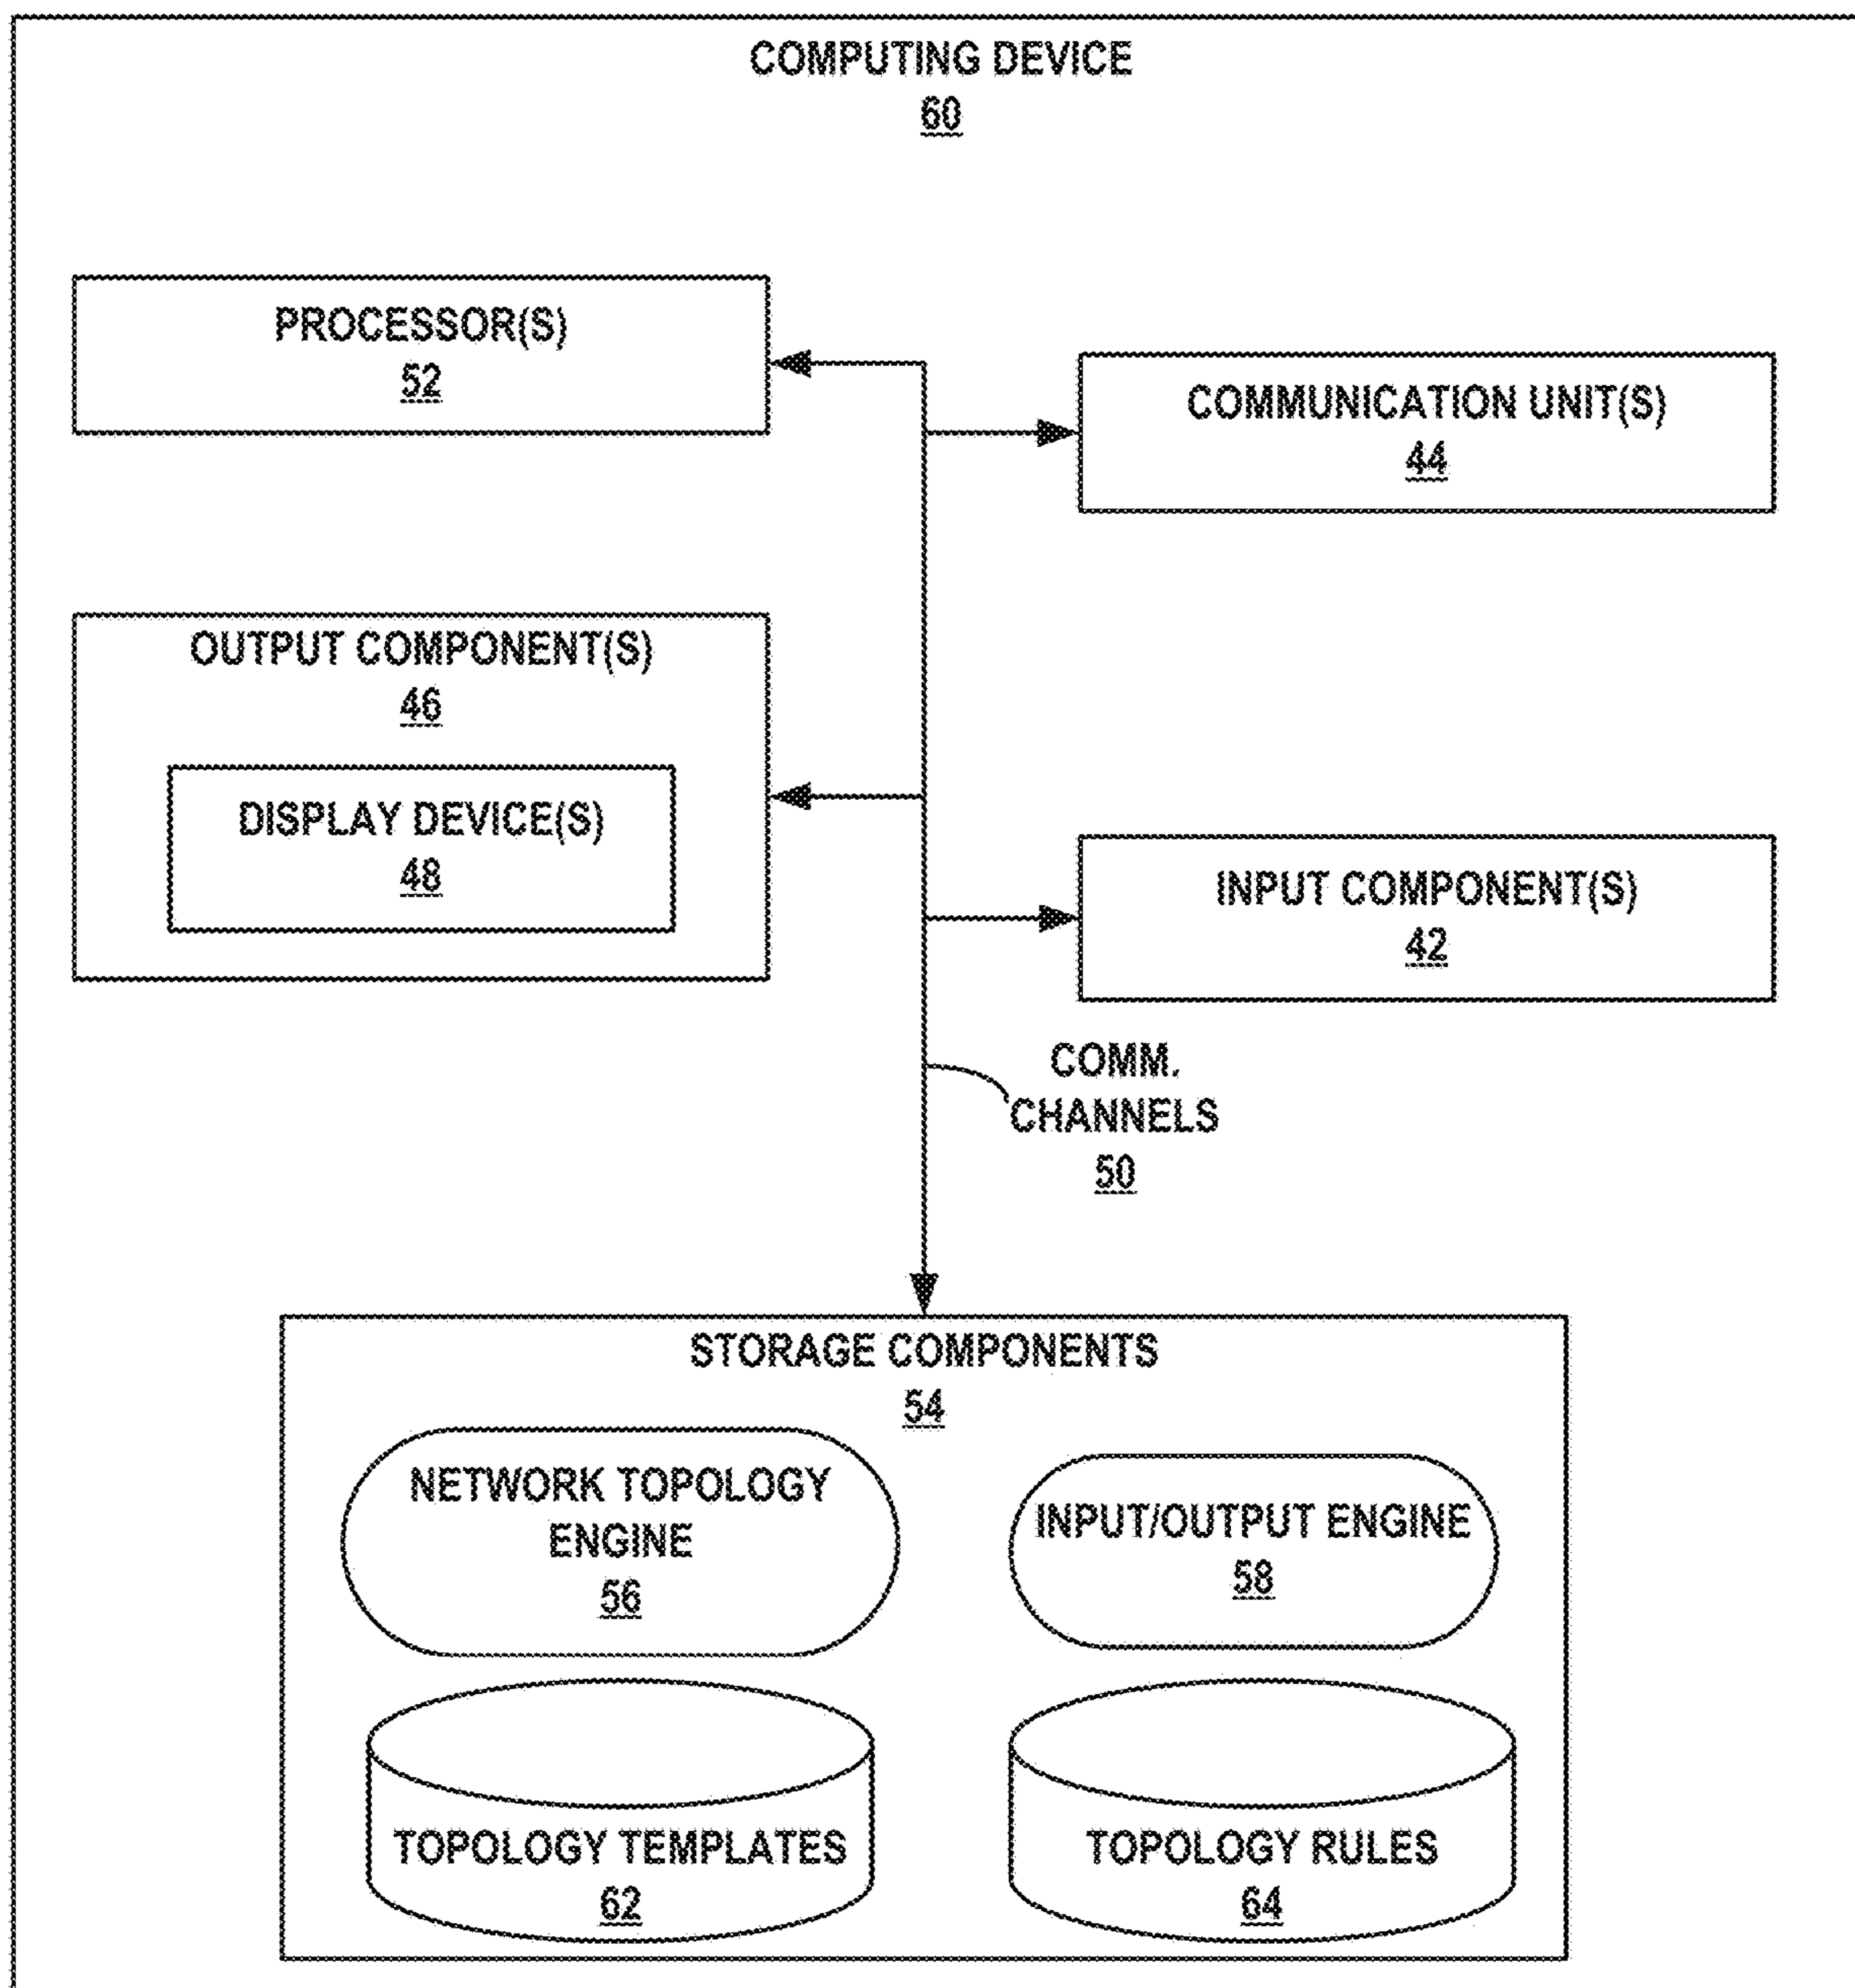 COMPUTING DEVICE
60
PROCESSOR(S)
52
COMMUNICATION UNIT(S)
44
OUTPUT COMPONENT(S)
46
DISPLAY DEVICE(S)
48
INPUT COMPONENT(S)
42
COMM.
CHANNELS
50
STORAGE COMPONENTS
54
NETWORK TOPOLOGY
ENGINE
56
INPUT/OUTPUT ENGINE
58
TOPOLOGY TEMPLATES
62
TOPOLOGY RULES
64